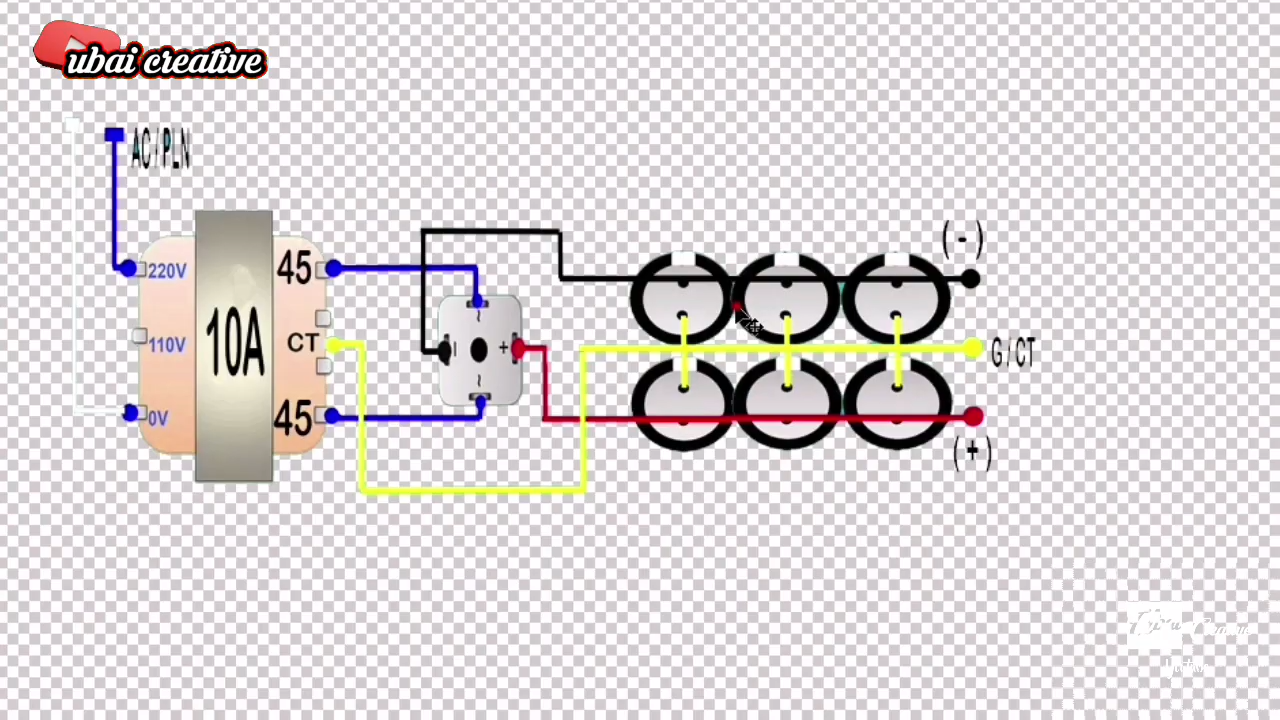 ubai creative
AC / PLN
( - )
220V
45
10A
110V
CT
- +
~
~
G / CT
0V
45
( + )